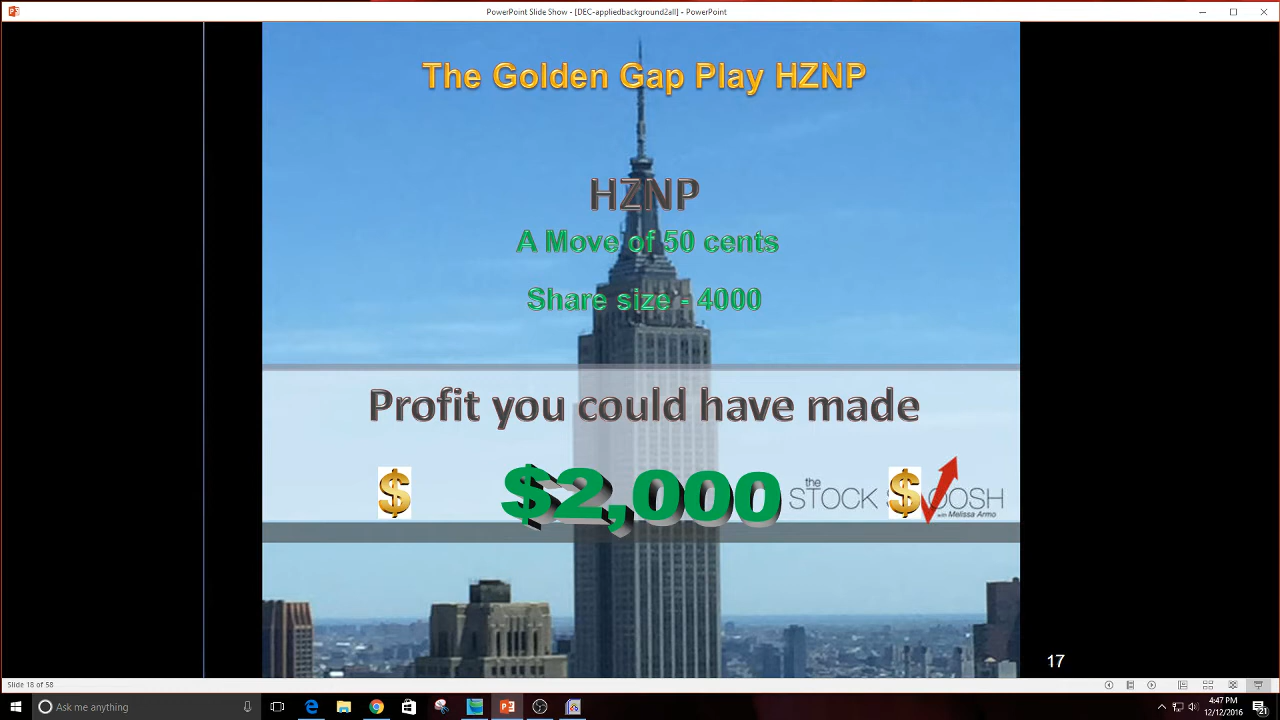 PowerPoint Slide Show - [DEC-appliedbackground2all] - PowerPoint
The Golden Gap Play HZNP
HZNP
A Move of 50 cents
Share size - 4000
Profit you could have made
$ $2,000 $
the
STOCK S OOSH
with Melissa Armo
17
Slide 18 of 58
Ask me anything
4:47 PM
12/12/2016